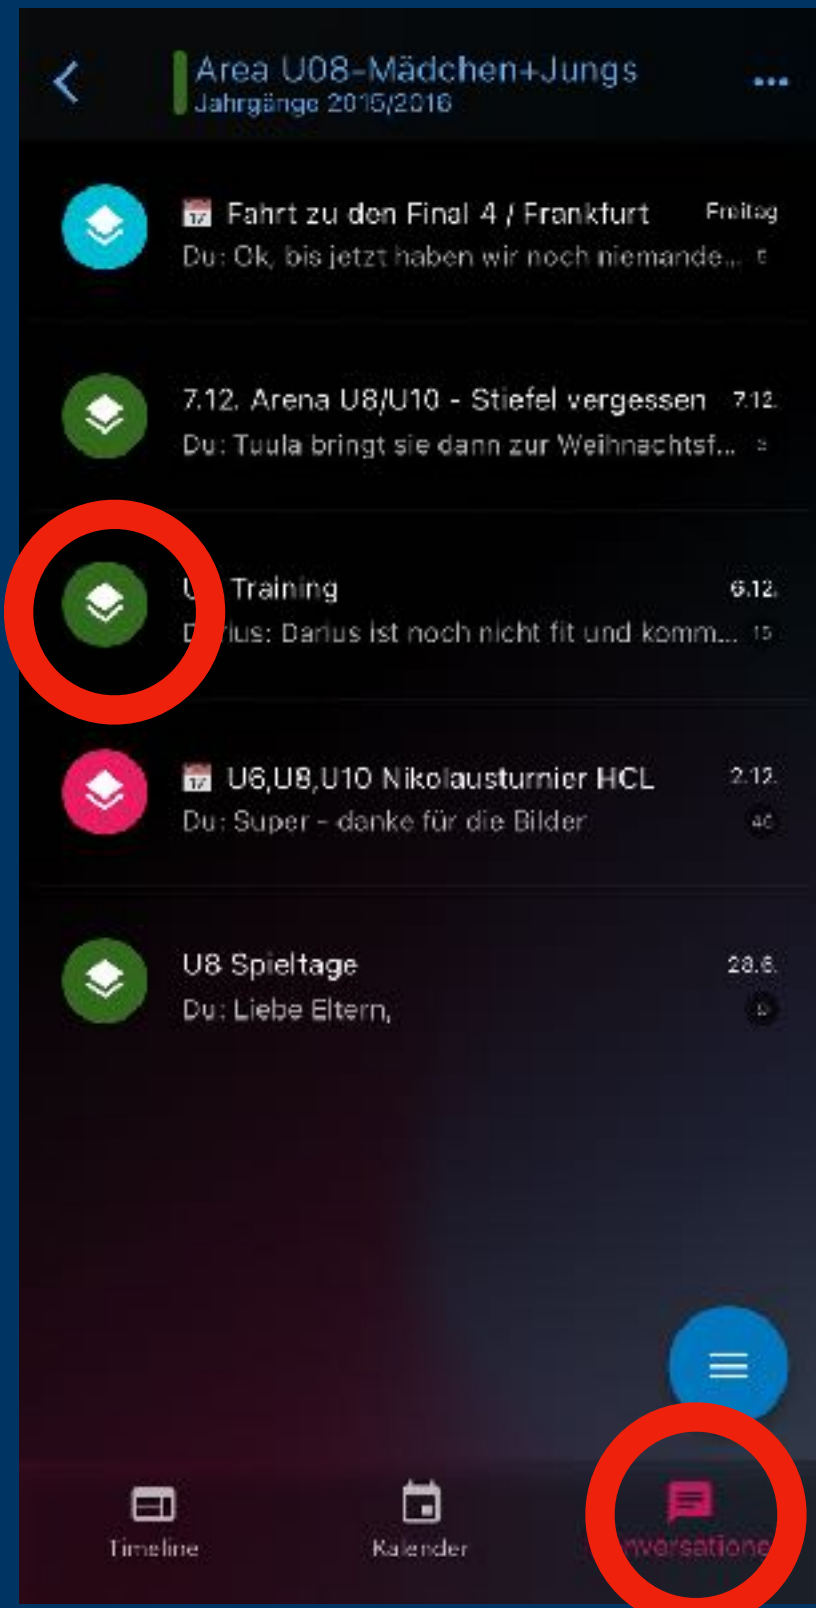 Area U08-Mädchen+Jungs
Jahrgänge 2015/2016
Fahrt zu den Final 4 / Frankfurt Freitag
Du: Ok, bis jetzt haben wir noch niemande...
7.12. Arena U8/U10 - Stiefel vergessen 7.12.
Du: Tuula bringt sie dann zur Weihnachtsf...
Training 6.12.
Darius ist noch nicht fit und komm... 15
17 U6,U8,U10 Nikolausturnier HCL 2.12.
Du: Super - danke für die Bilder
U8 Spieltage 28.6.
Du: Liebe Eltern,
Timeline
Kalender